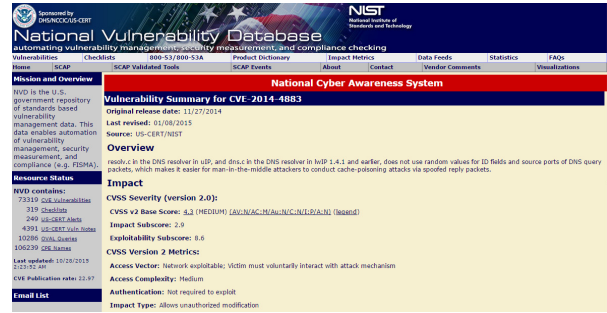 Sponsored by
DHS/NCCIC/US-CERT
NIST
National Institute of
Standards and Technology
National Vulnerability Database
automating vulnerability management, security measurement, and compliance checking
Vulnerabilities Checklists 800-53/800-53A Product Dictionary Impact Metrics Data Feeds Statistics FAQs
Home SCAP SCAP Validated Tools SCAP Events About Contact Vendor Comments Visualizations
Mission and Overview
NVD is the U.S.
government repository
of standards based
vulnerability
management data. This
data enables automation
of vulnerability
management, security
measurement, and
compliance (e.g. FISMA).
Resource Status
NVD contains:
73319 CVE Vulnerabilities
319 Checklists
249 US-CERT Alerts
4391 US-CERT Vuln Notes
10286 OVAL Queries
106239 CPE Names
Last updated: 10/28/2015
2:23:52 AM
CVE Publication rate: 22.97
Email List
National Cyber Awareness System
Vulnerability Summary for CVE-2014-4883
Original release date: 11/27/2014
Last revised: 01/08/2015
Source: US-CERT/NIST
Overview
resolv.c in the DNS resolver in uIP, and dns.c in the DNS resolver in lwIP 1.4.1 and earlier, does not use random values for ID fields and source ports of DNS query
packets, which makes it easier for man-in-the-middle attackers to conduct cache-poisoning attacks via spoofed reply packets.
Impact
CVSS Severity (version 2.0):
CVSS v2 Base Score: 4.3 (MEDIUM) (AV:N/AC:M/Au:N/C:N/I:P/A:N) (legend)
Impact Subscore: 2.9
Exploitability Subscore: 8.6
CVSS Version 2 Metrics:
Access Vector: Network exploitable; Victim must voluntarily interact with attack mechanism
Access Complexity: Medium
Authentication: Not required to exploit
Impact Type: Allows unauthorized modification